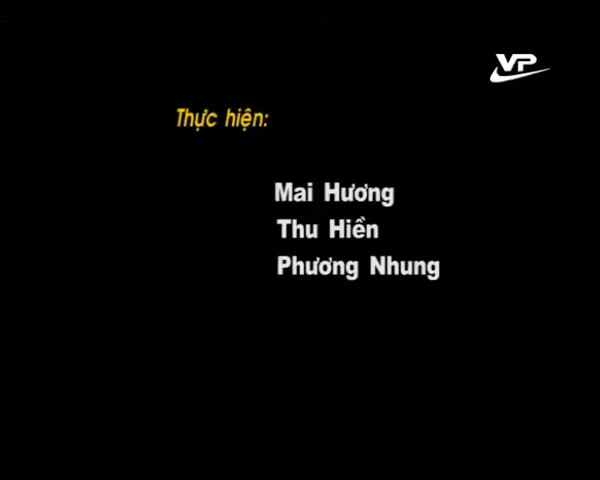 VP
Thực hiện:
Mai Hương
Thu Hiền
Phương Nhung